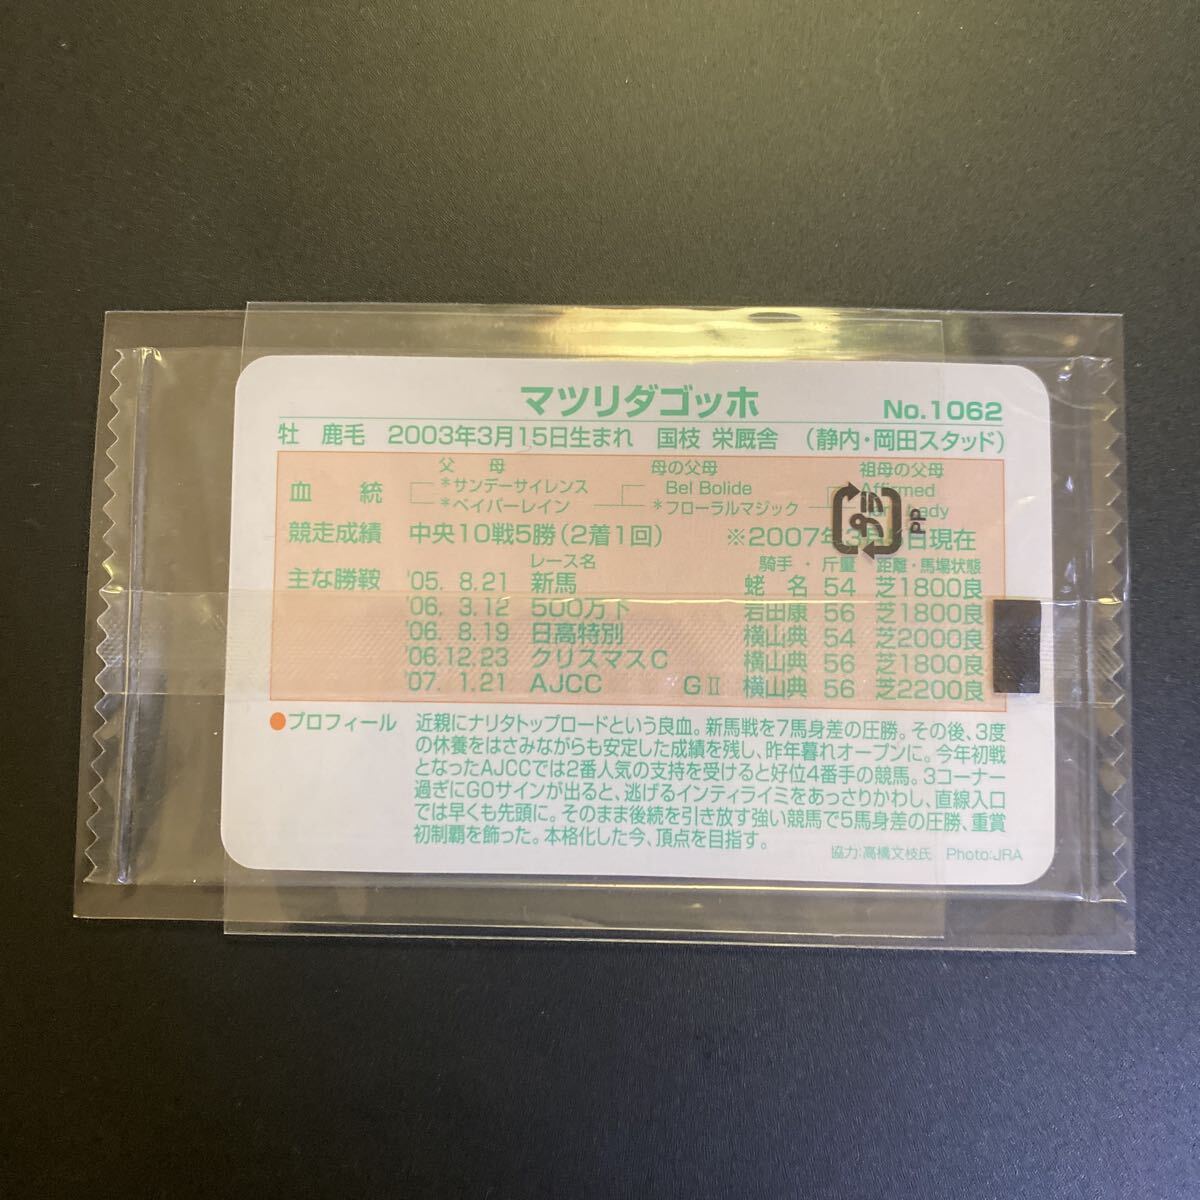 マツリダゴッホ No.1062
牡 鹿毛 2003年3月15日生まれ 国枝 栄厩舎 (静内・岡田スタッド)
父 母 母の父母 祖母の父母
血統 *サンデーサイレンス Bel Bolide Affirmed
*ペイパーレイン *フローラルマジック
プラ
PP
競走成績 中央10戦5勝(2着1回) ※2007年 日現在
レース名 騎手・斤量 距離・馬場状態
主な勝鞍 '05. 8.21 新馬 蛯 名 54 芝1800良
'06. 3.12 500万下 岩田康 56 芝1800良
'06. 8.19 日高特別 横山典 54 芝2000良
'06.12.23 クリスマスC 横山典 56 芝1800良
'07. 1.21 AJCC GⅡ 横山典 56 芝2200良
●プロフィール 近親にナリタトップロードという良血。新馬戦を7馬身差の圧勝。その後、3度
の休養をはさみながらも安定した成績を残し、昨年暮れオープンに。今年初戦
となったAJCCでは2番人気の支持を受けると好位4番手の競馬。3コーナー
過ぎにGOサインが出ると、逃げるインティライミをあっさりかわし、直線入口
では早くも先頭に。そのまま後続を引き放す強い競馬で5馬身差の圧勝、重賞
初制覇を飾った。本格化した今、頂点を目指す。
協力:高橋文枝氏 Photo:JRA